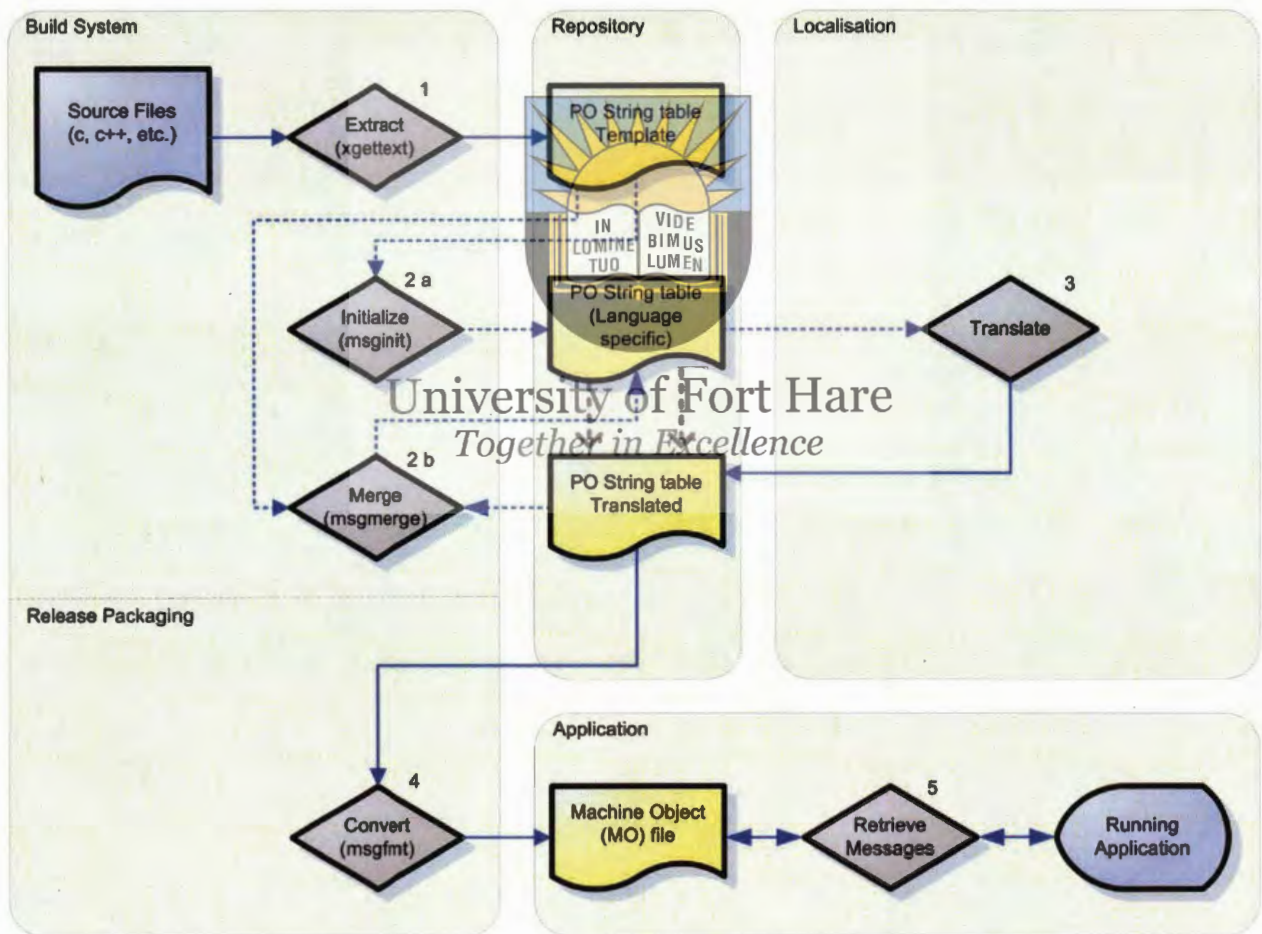 Build System
Repository
Localisation
Source Files
(c, c++, etc.)
1
Extract
(xgettext)
PO String table
Template
IN
LUMINE
TUO
VIDE
BIMUS
LUMEN
2 a
Initialize
(msginit)
PO String table
(Language
specific)
3
Translate
University of Fort Hare
Together in Excellence
2 b
Merge
(msgmerge)
PO String table
Translated
Release Packaging
Application
4
Convert
(msgfmt)
Machine Object
(MO) file
5
Retrieve
Messages
Running
Application